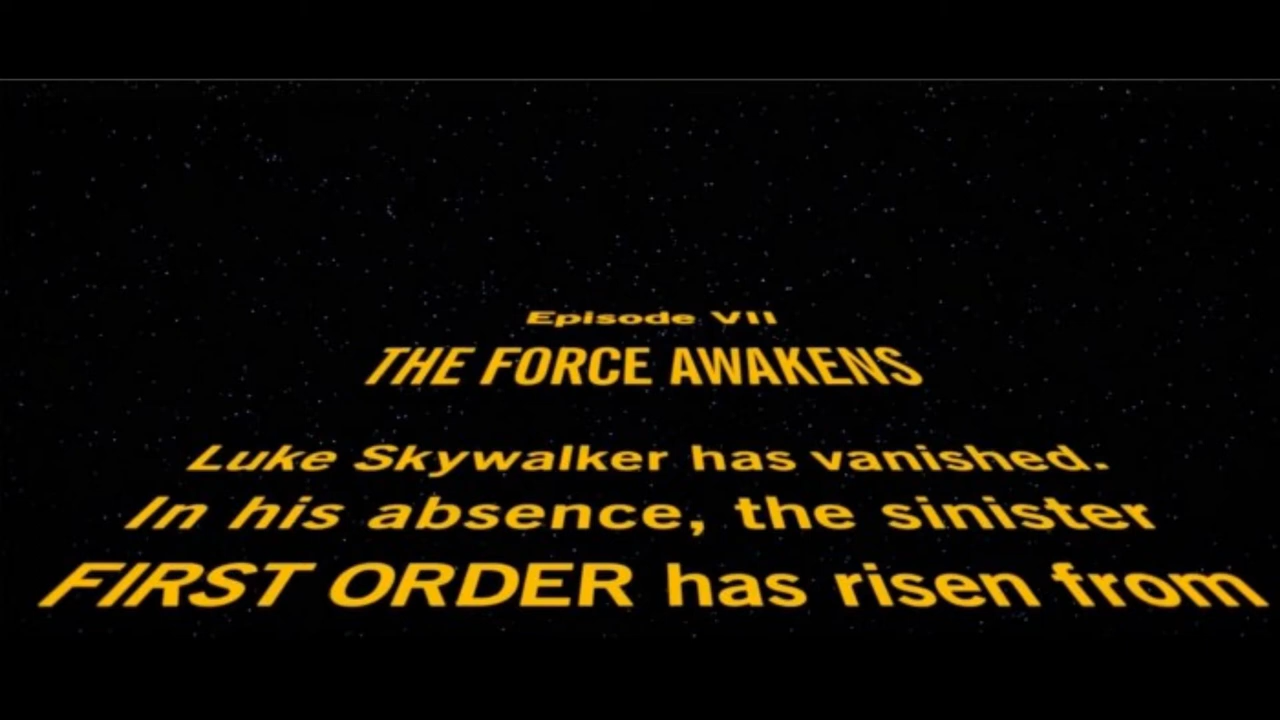 Episode VII
THE FORCE AWAKENS
Luke Skywalker has vanished.
In his absence, the sinister
FIRST ORDER has risen from